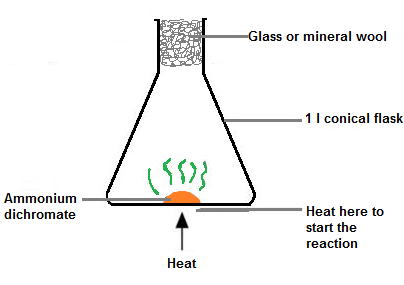 Glass or mineral wool
1 l conical flask
Ammonium
dichromate
Heat here to
start the
reaction
Heat